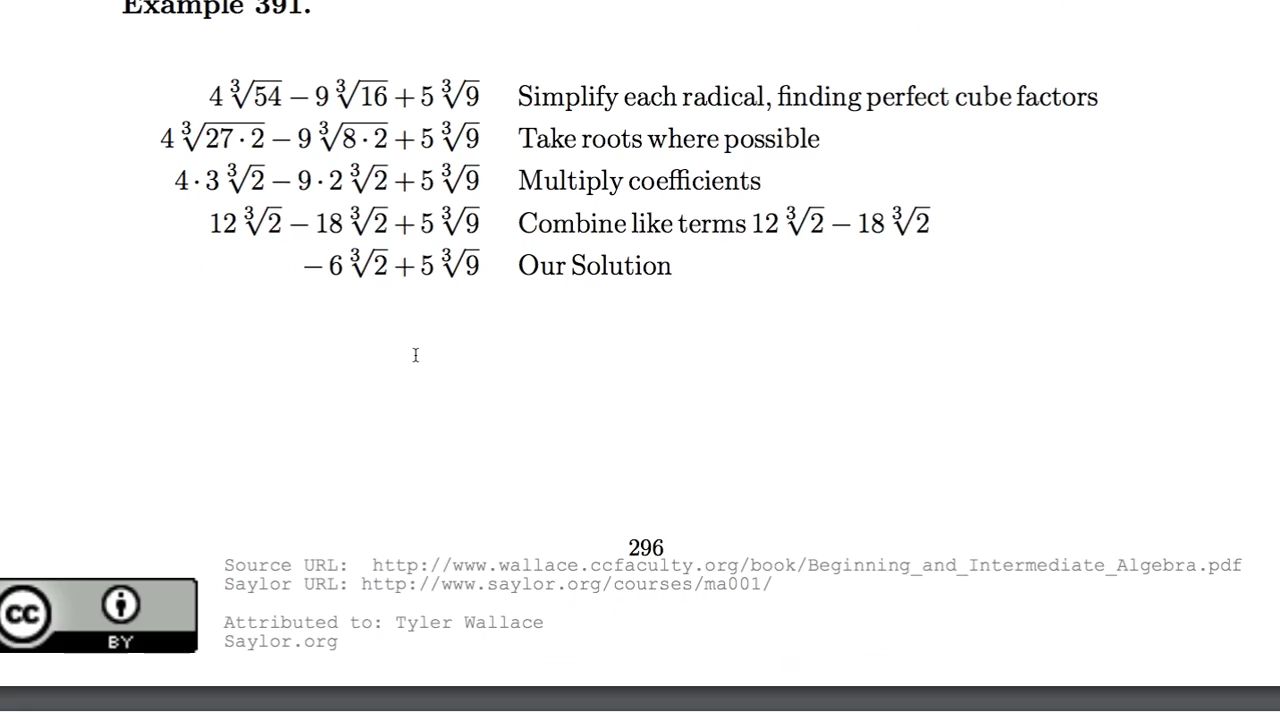 Example 391.
4∛54 − 9∛16 + 5∛9 Simplify each radical, finding perfect cube factors
4∛27 · 2 − 9∛8 · 2 + 5∛9 Take roots where possible
4 · 3∛2 − 9 · 2∛2 + 5∛9 Multiply coefficients
12∛2 − 18∛2 + 5∛9 Combine like terms 12∛2 − 18∛2
− 6∛2 + 5∛9 Our Solution
296
Source URL: http://www.wallace.ccfaculty.org/book/Beginning_and_Intermediate_Algebra.pdf
Saylor URL: http://www.saylor.org/courses/ma001/
Attributed to: Tyler Wallace
Saylor.org
cc
BY